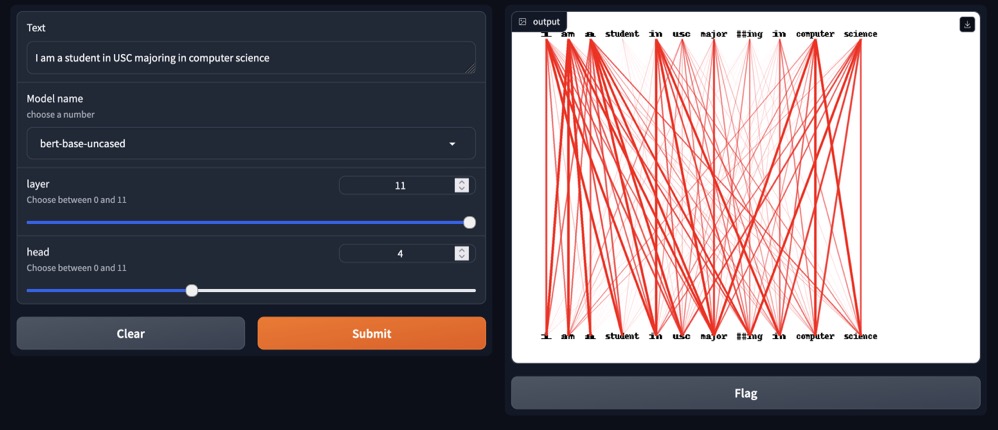 Text
I am a student in USC majoring in computer science
Model name
choose a number
bert-base-uncased
layer
Choose between 0 and 11
11
head
Choose between 0 and 11
4
Clear
Submit
output
i am a student in usc major ##ing in computer science
i am a student in usc major ##ing in computer science
Flag